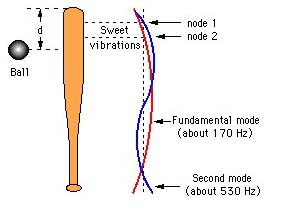 node 1
node 2
d
Sweet
vibrations
Ball
Fundamental mode
(about 170 Hz)
Second mode
(about 530 Hz)